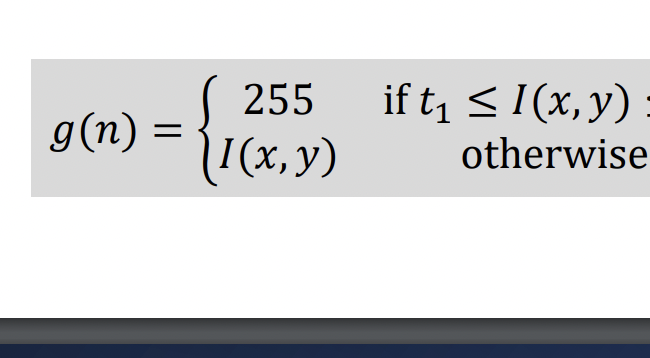 g(n) = { 255 if t₁ ≤ I(x, y)
I(x, y) otherwise